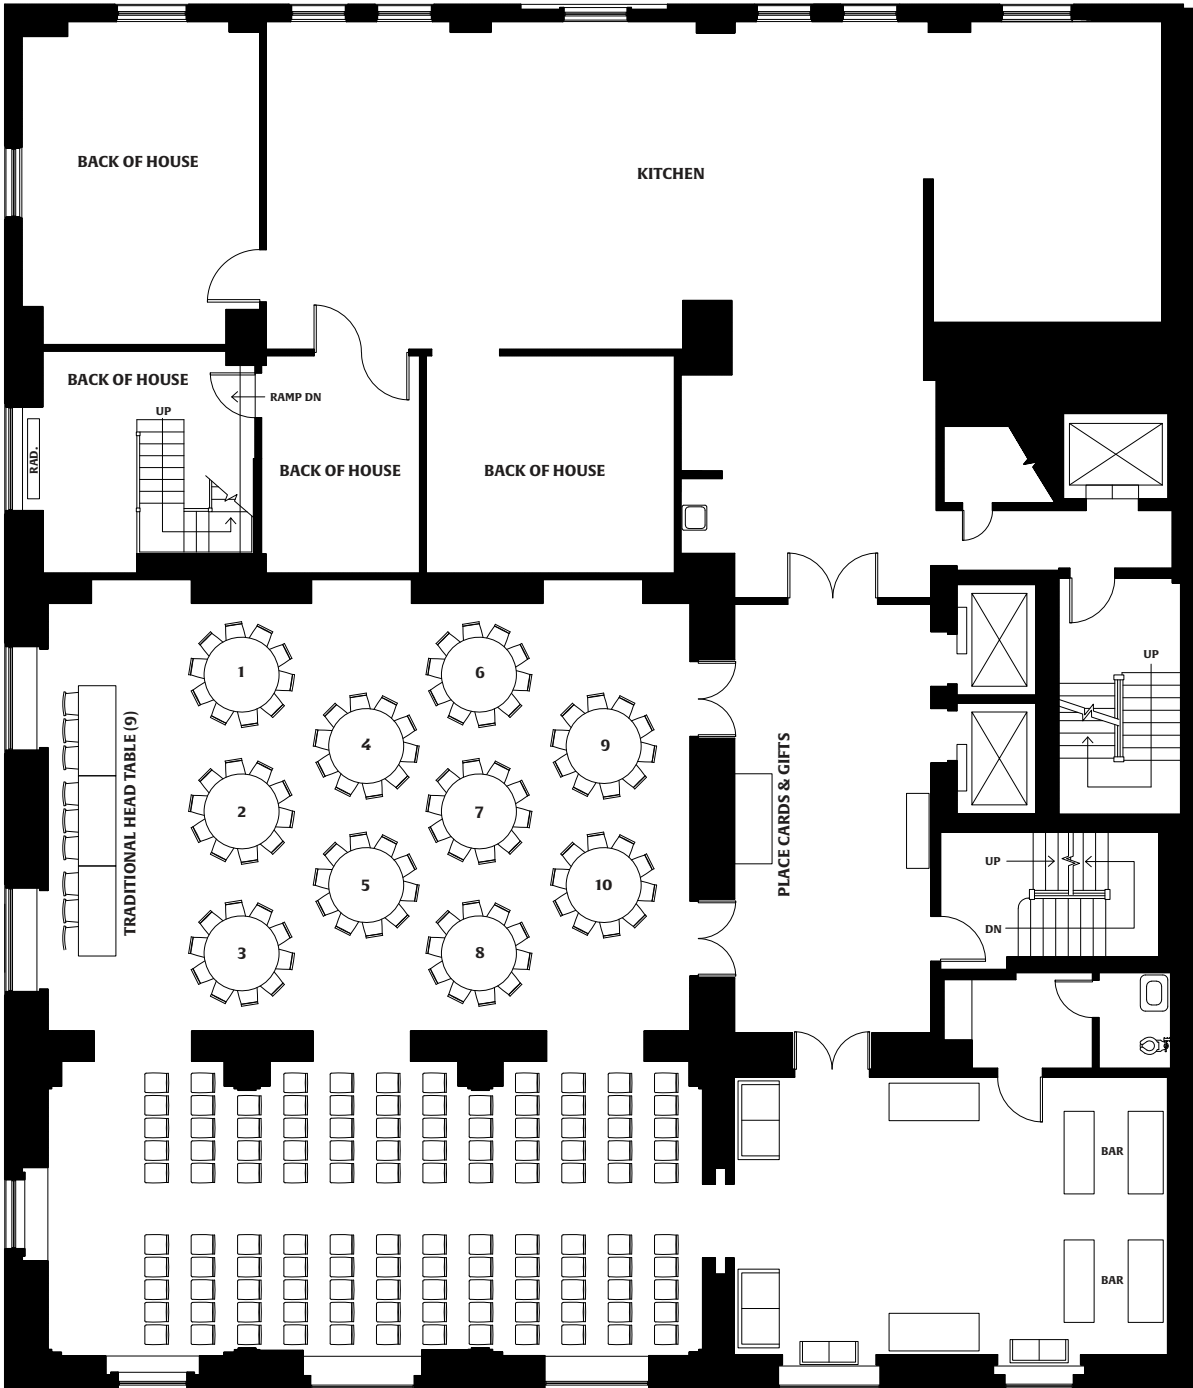 BACK OF HOUSE
KITCHEN
BACK OF HOUSE
RAMP DN
UP
RAD.
BACK OF HOUSE
BACK OF HOUSE
UP
1
6
TRADITIONAL HEAD TABLE (9)
4
9
2
7
PLACE CARDS & GIFTS
5
10
3
8
UP
DN
BAR
BAR